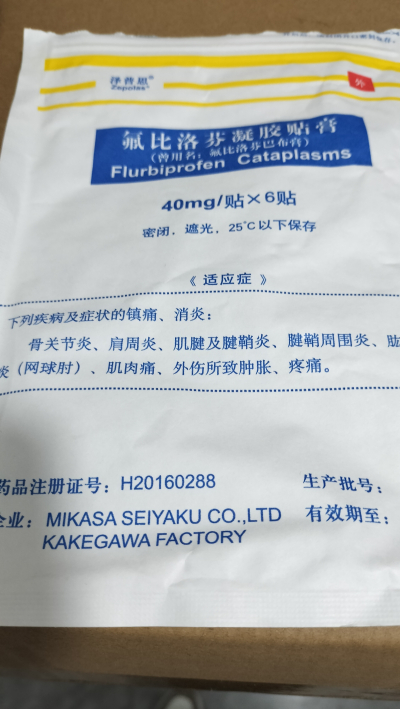 泽普思®
Zepolas®
外
氟比洛芬凝胶贴膏
(曾用名:氟比洛芬巴布膏)
Flurbiprofen Cataplasms
40mg/贴×6贴
密闭,遮光,25℃以下保存
《 适应症 》
下列疾病及症状的镇痛、消炎:
骨关节炎、肩周炎、肌腱及腱鞘炎、腱鞘周围炎、肱
炎(网球肘)、肌肉痛、外伤所致肿胀、疼痛。
药品注册证号:H20160288
生产批号:
企业:MIKASA SEIYAKU CO.,LTD
有效期至:
KAKEGAWA FACTORY